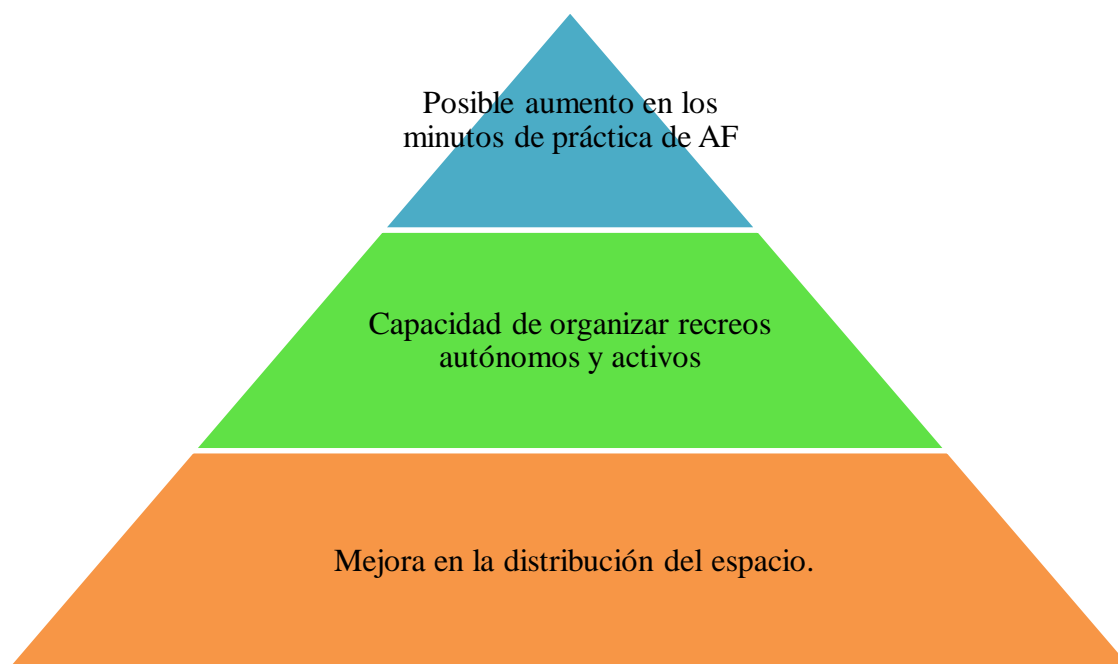 Posible aumento en los
minutos de práctica de AF
Capacidad de organizar recreos
autónomos y activos
Mejora en la distribución del espacio.